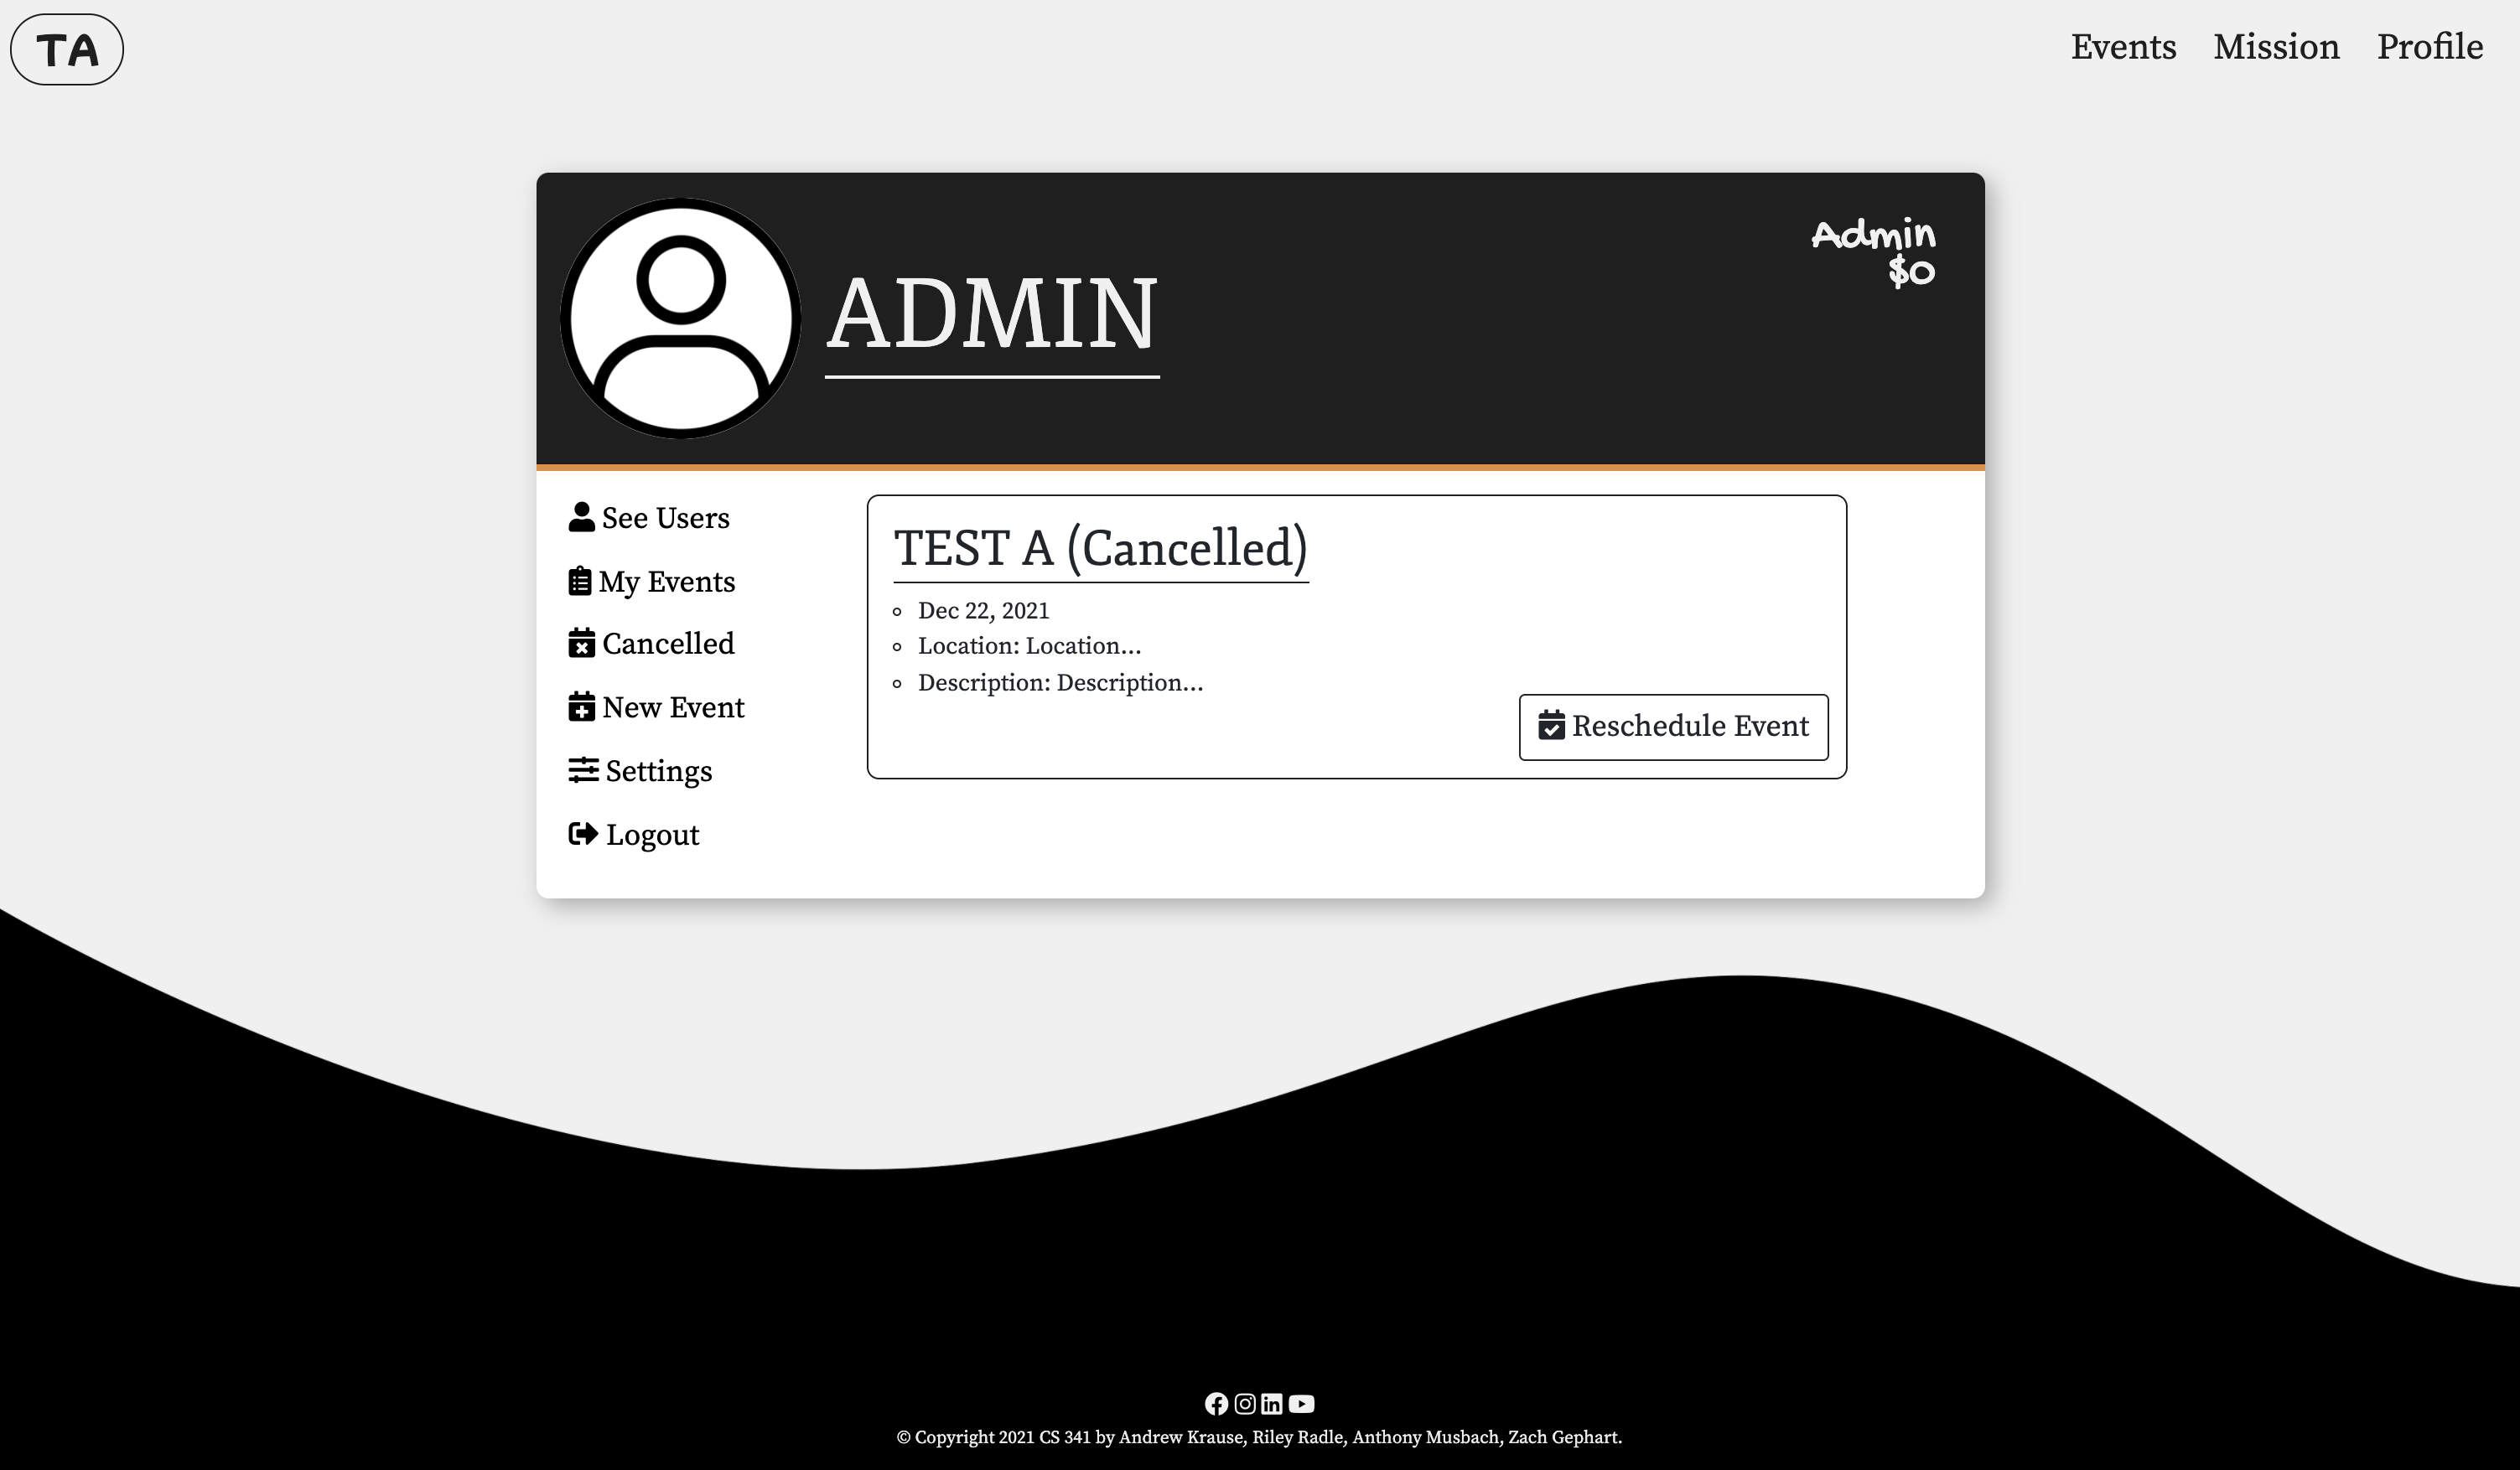 TA
Events Mission Profile
Admin
$0
ADMIN
See Users
My Events
Cancelled
New Event
Settings
Logout
TEST A (Cancelled)
Dec 22, 2021
Location: Location...
Description: Description...
Reschedule Event
© Copyright 2021 CS 341 by Andrew Krause, Riley Radle, Anthony Musbach, Zach Gephart.